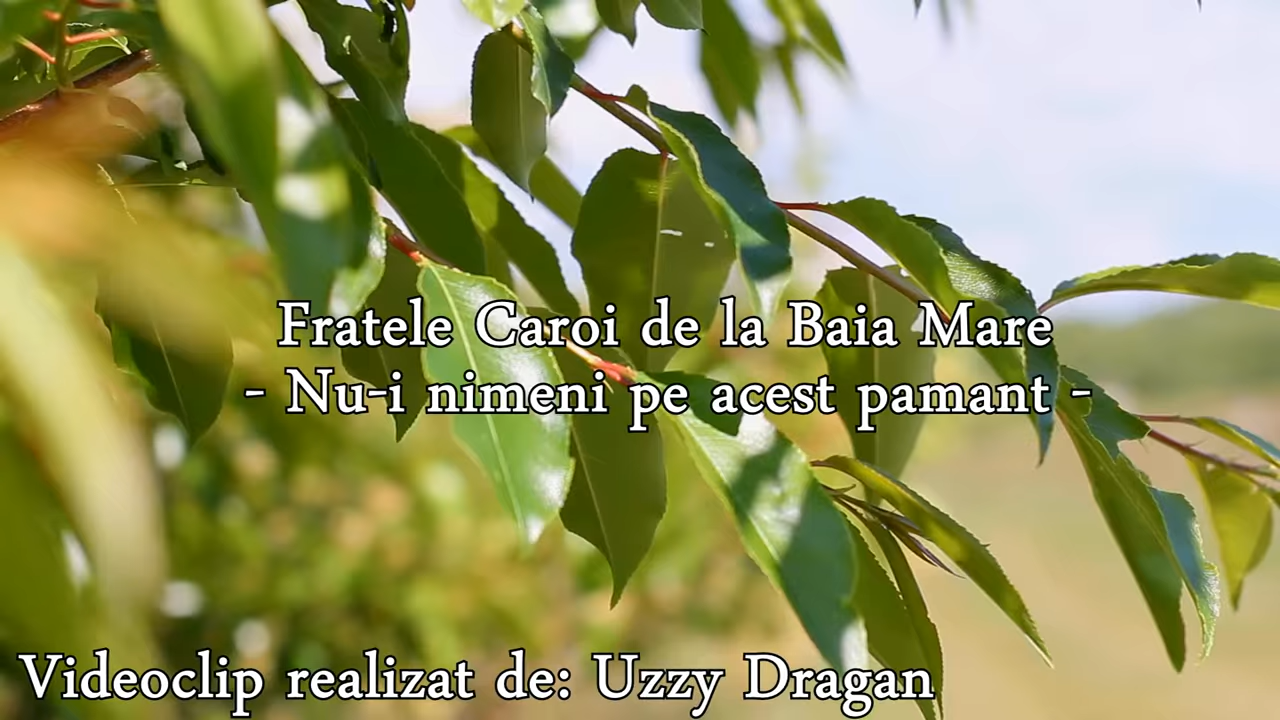 Fratele Caroi de la Baia Mare
- Nu-i nimeni pe acest pamant -
Videoclip realizat de: Uzzy Dragan